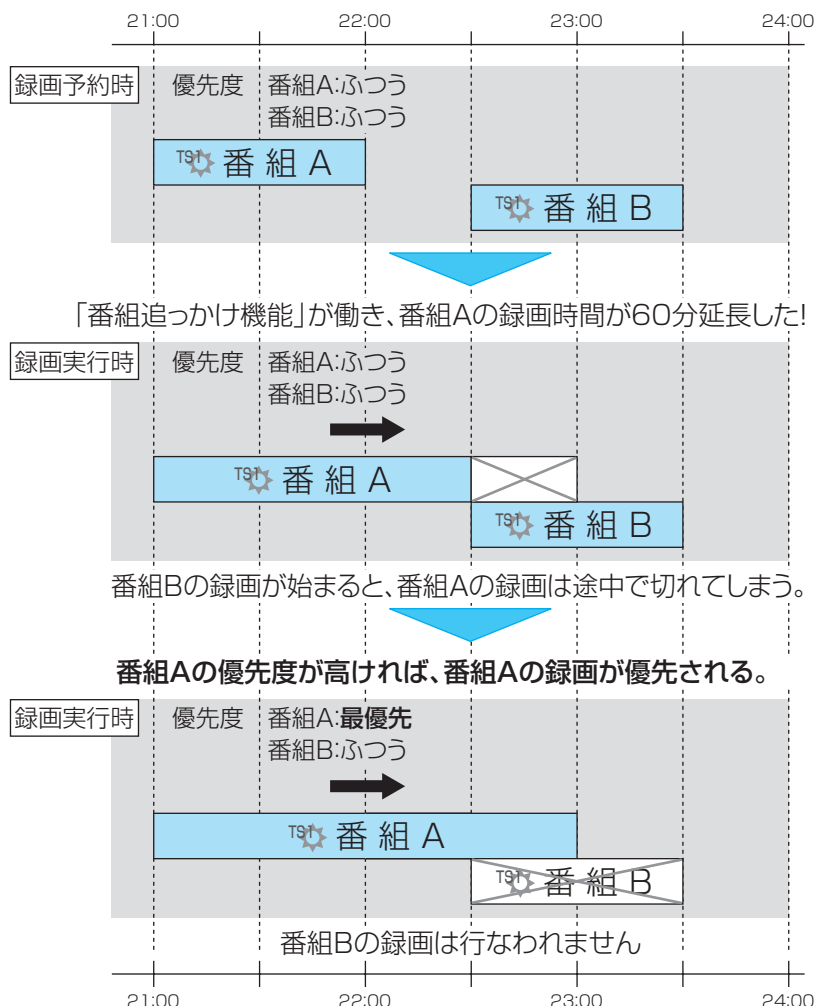 21:00 22:00 23:00 24:00
録画予約時 優先度 番組A:ふつう
番組B:ふつう
TS1 番組A
TS1 番組B
「番組追っかけ機能」が働き、番組Aの録画時間が60分延長した!
録画実行時 優先度 番組A:ふつう
番組B:ふつう
TS1 番組A
TS1 番組B
番組Bの録画が始まると、番組Aの録画は途中で切れてしまう。
番組Aの優先度が高ければ、番組Aの録画が優先される。
録画実行時 優先度 番組A:最優先
番組B:ふつう
TS1 番組A
TS1 番組B
番組Bの録画は行なわれません
21:00 22:00 23:00 24:00